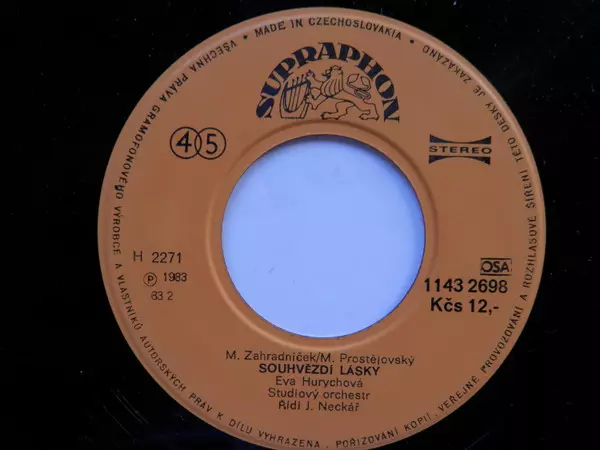 • MADE IN CZECHOSLOVAKIA •
VŠECHNA PRÁVA GRAMOFONOVÉHO VÝROBCE A VLASTNÍKŮ AUTORSKÝCH PRÁV K DÍLU VYHRAZENA. POŘIZOVÁNÍ KOPIÍ, VEŘEJNÉ PROVOZOVÁNÍ A ROZHLASOVÉ ŠÍŘENÍ TÉTO DESKY JE ZAKÁZÁNO
SUPRAPHON
45
STEREO
H 2271
Ⓟ 1983
83 2
OSA
1143 2698
Kčs 12,-
M. Zahradníček/M. Prostějovský
SOUHVĚZDÍ LÁSKY
Eva Hurychová
Studiový orchestr
Řídí J. Neckář